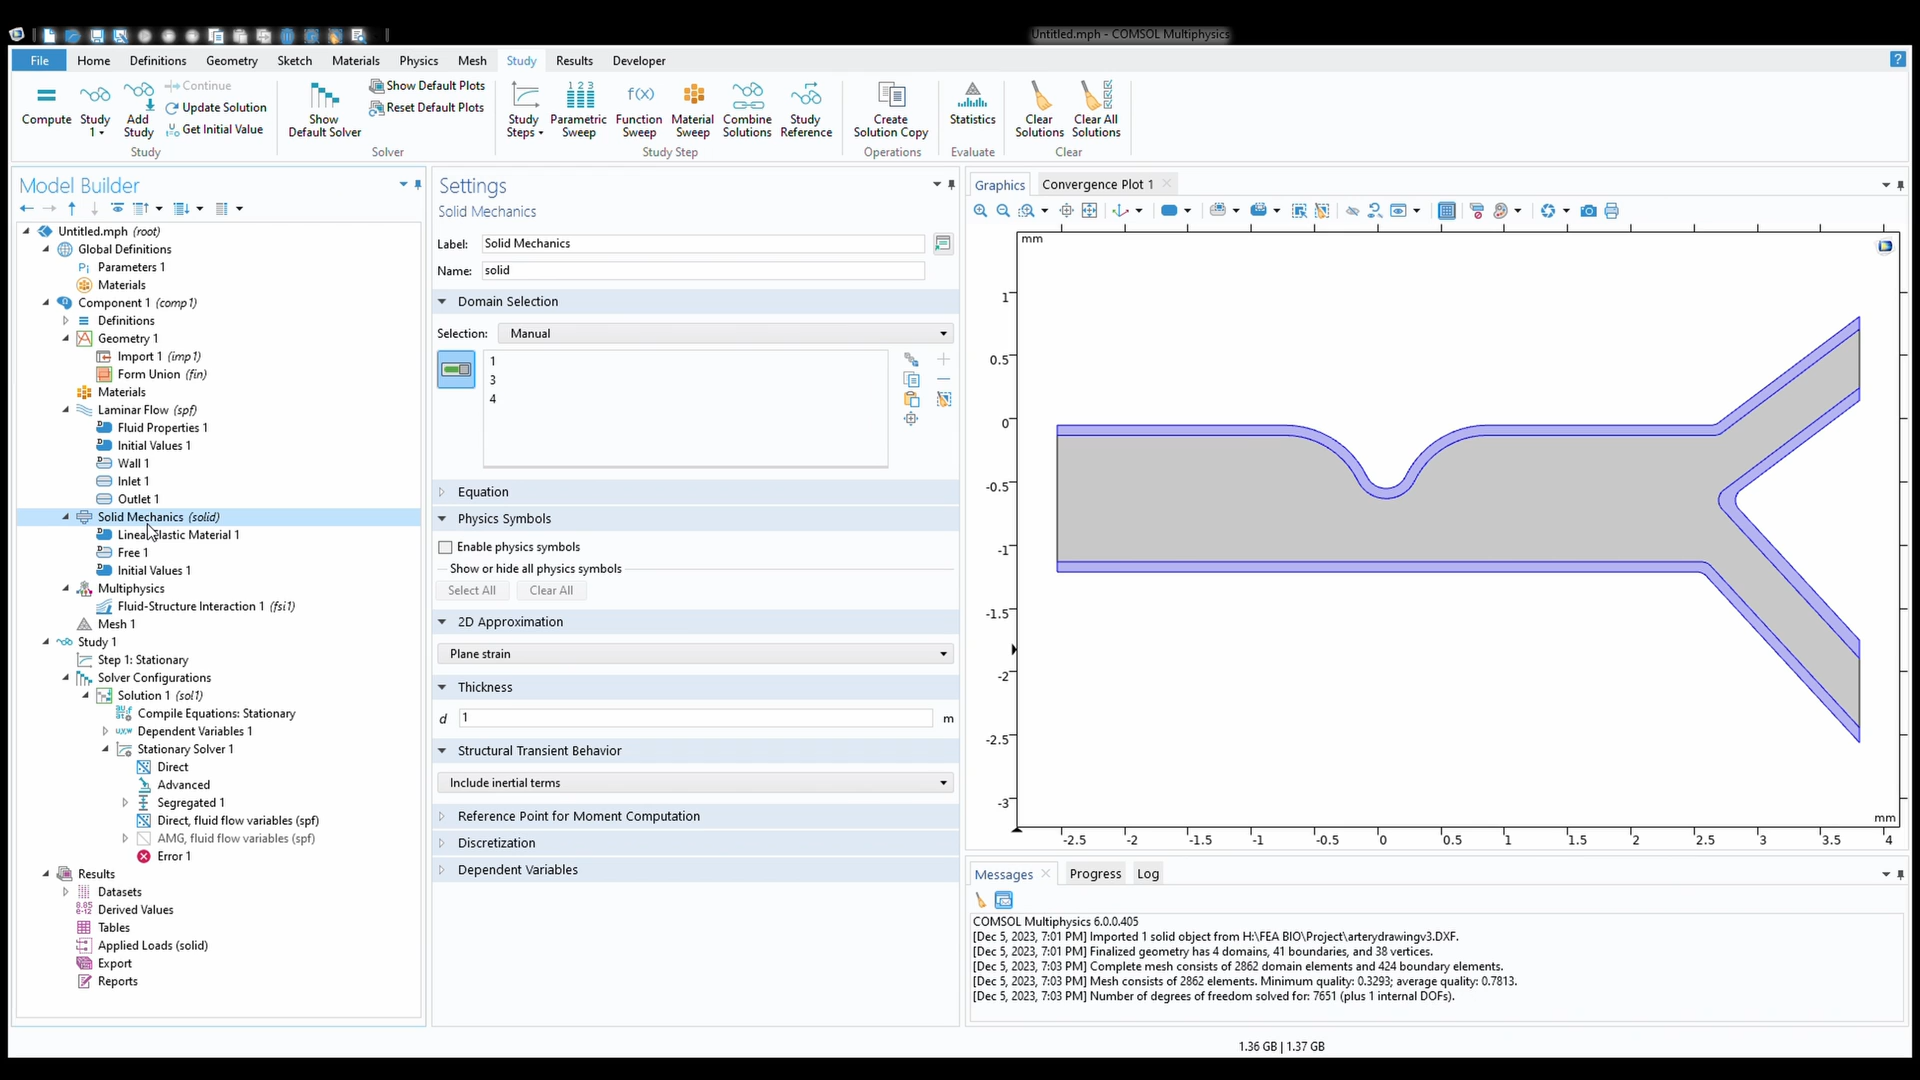 Untitled.mph - COMSOL Multiphysics
File Home Definitions Geometry Sketch Materials Physics Mesh Study Results Developer
Compute
Study 1
Add Study
Continue
Update Solution
Get Initial Value
Study
Show Default Solver
Show Default Plots
Reset Default Plots
Solver
Study Steps
Parametric Sweep
Function Sweep
Material Sweep
Combine Solutions
Study Reference
Study Step
Create Solution Copy
Operations
Statistics
Evaluate
Clear Solutions
Clear All Solutions
Clear
Model Builder
Untitled.mph (root)
Global Definitions
Parameters 1
Materials
Component 1 (comp1)
Definitions
Geometry 1
Import 1 (imp1)
Form Union (fin)
Materials
Laminar Flow (spf)
Fluid Properties 1
Initial Values 1
Wall 1
Inlet 1
Outlet 1
Solid Mechanics (solid)
Linear Elastic Material 1
Free 1
Initial Values 1
Multiphysics
Fluid-Structure Interaction 1 (fsi1)
Mesh 1
Study 1
Step 1: Stationary
Solver Configurations
Solution 1 (sol1)
Compile Equations: Stationary
Dependent Variables 1
Stationary Solver 1
Direct
Advanced
Segregated 1
Direct, fluid flow variables (spf)
AMG, fluid flow variables (spf)
Error 1
Results
Datasets
Derived Values
Tables
Applied Loads (solid)
Export
Reports
Settings
Solid Mechanics
Label: Solid Mechanics
Name: solid
Domain Selection
Selection: Manual
1
3
4
Equation
Physics Symbols
Enable physics symbols
Show or hide all physics symbols
Select All Clear All
2D Approximation
Plane strain
Thickness
d 1 m
Structural Transient Behavior
Include inertial terms
Reference Point for Moment Computation
Discretization
Dependent Variables
Graphics Convergence Plot 1
mm
1
0.5
0
-0.5
-1
-1.5
-2
-2.5
-3
mm
-2.5 -2 -1.5 -1 -0.5 0 0.5 1 1.5 2 2.5 3 3.5 4
Messages Progress Log
COMSOL Multiphysics 6.0.0.405
[Dec 5, 2023, 7:01 PM] Imported 1 solid object from H:\FEA BIO\Project\arterydrawingv3.DXF.
[Dec 5, 2023, 7:01 PM] Finalized geometry has 4 domains, 41 boundaries, and 38 vertices.
[Dec 5, 2023, 7:03 PM] Complete mesh consists of 2862 domain elements and 424 boundary elements.
[Dec 5, 2023, 7:03 PM] Mesh consists of 2862 elements. Minimum quality: 0.3293; average quality: 0.7813.
[Dec 5, 2023, 7:03 PM] Number of degrees of freedom solved for: 7651 (plus 1 internal DOFs).
1.36 GB | 1.37 GB